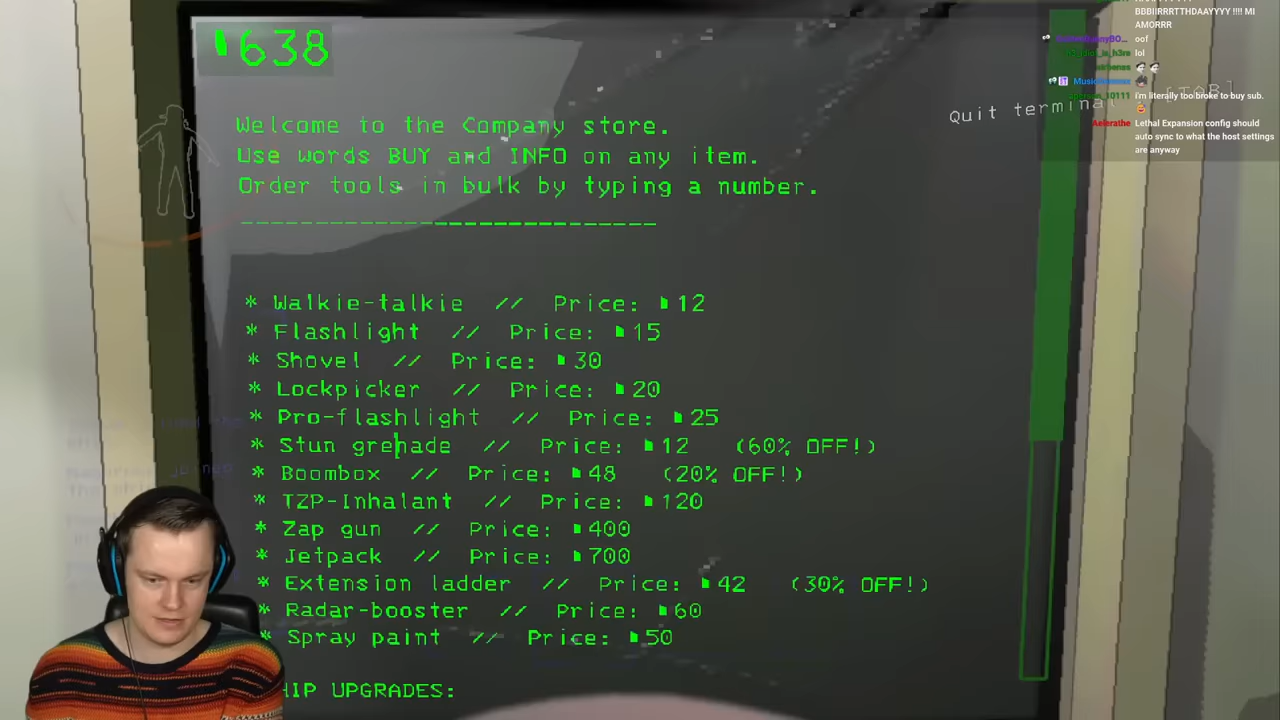 638
Quit terminal
Welcome to the Company store.
Use words BUY and INFO on any item.
Order tools in bulk by typing a number.
____________________________
* Walkie-talkie // Price: 12
* Flashlight // Price: 15
* Shovel // Price: 30
* Lockpicker // Price: 20
* Pro-flashlight // Price: 25
* Stun grenade // Price: 12 (60% OFF!)
* Boombox // Price: 48 (20% OFF!)
* TZP-Inhalant // Price: 120
* Zap gun // Price: 400
* Jetpack // Price: 700
* Extension ladder // Price: 42 (30% OFF!)
* Radar-booster // Price: 60
* Spray paint // Price: 50
HIP UPGRADES:
BBBIIRRRTTHDAAYYYY !!!! MI
AMORRR
oof
lol
i'm literally too broke to buy sub.
Aelerathe Lethal Expansion config should
auto sync to what the host settings
are anyway